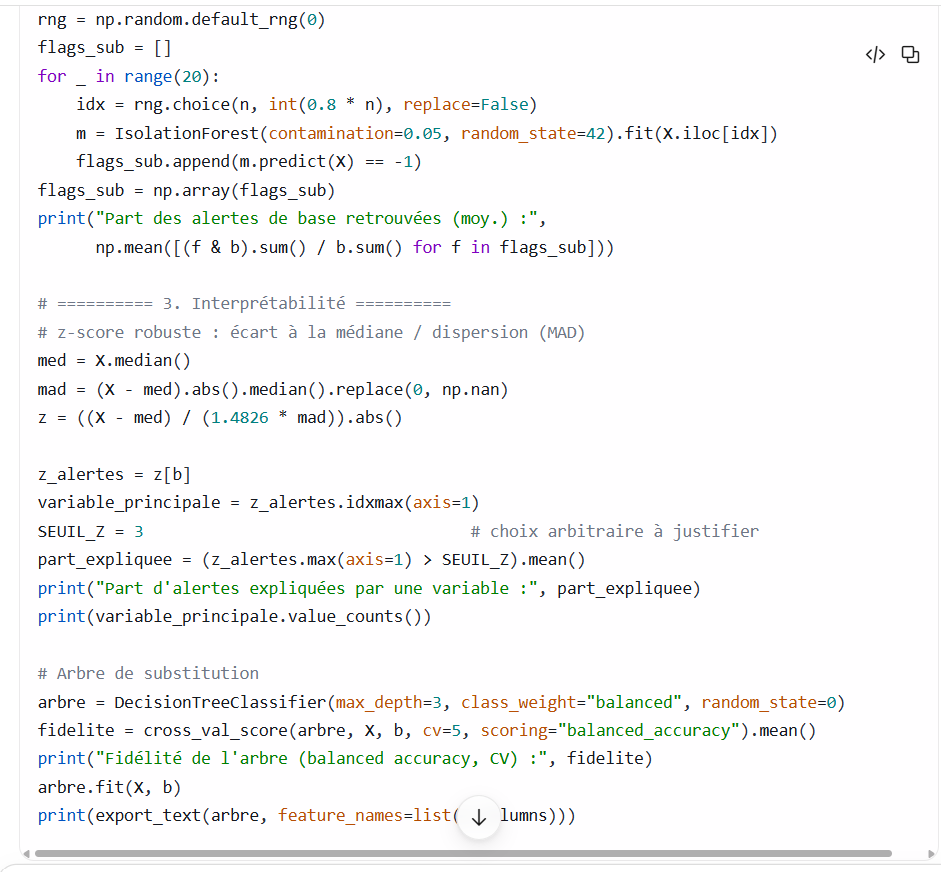 rng = np.random.default_rng(0)
flags_sub = []
for _ in range(20):
    idx = rng.choice(n, int(0.8 * n), replace=False)
    m = IsolationForest(contamination=0.05, random_state=42).fit(X.iloc[idx])
    flags_sub.append(m.predict(X) == -1)
flags_sub = np.array(flags_sub)
print("Part des alertes de base retrouvées (moy.) :",
      np.mean([(f & b).sum() / b.sum() for f in flags_sub]))

# ========== 3. Interprétabilité ==========
# z-score robuste : écart à la médiane / dispersion (MAD)
med = X.median()
mad = (X - med).abs().median().replace(0, np.nan)
z = ((X - med) / (1.4826 * mad)).abs()

z_alertes = z[b]
variable_principale = z_alertes.idxmax(axis=1)
SEUIL_Z = 3                                  # choix arbitraire à justifier
part_expliquee = (z_alertes.max(axis=1) > SEUIL_Z).mean()
print("Part d'alertes expliquées par une variable :", part_expliquee)
print(variable_principale.value_counts())

# Arbre de substitution
arbre = DecisionTreeClassifier(max_depth=3, class_weight="balanced", random_state=0)
fidelite = cross_val_score(arbre, X, b, cv=5, scoring="balanced_accuracy").mean()
print("Fidélité de l'arbre (balanced accuracy, CV) :", fidelite)
arbre.fit(X, b)
print(export_text(arbre, feature_names=list( lumns)))